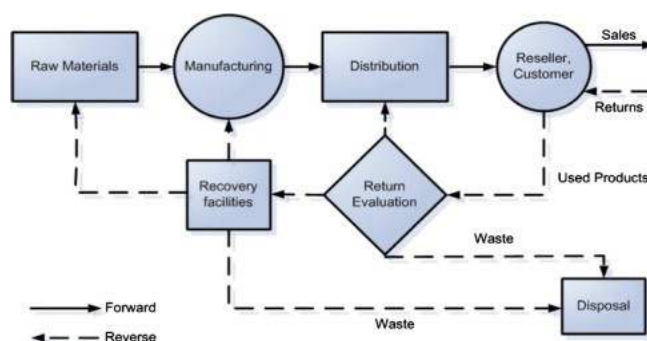 Raw Materials
Manufacturing
Distribution
Reseller,
Customer
Sales
Returns
Recovery
facilities
Return
Evaluation
Used Products
Waste
Disposal
Waste
Forward
Reverse